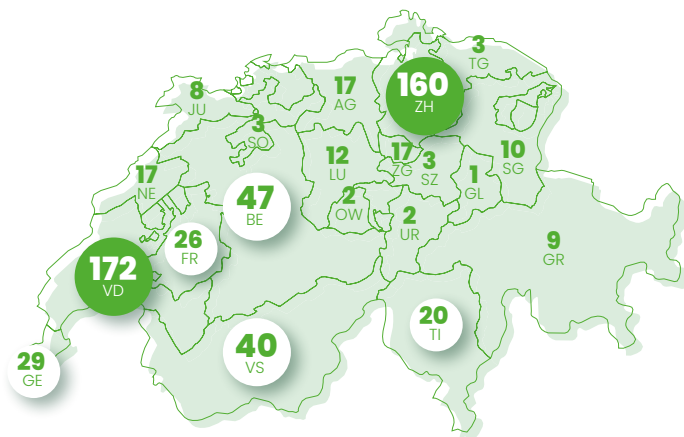 3
TG
160
ZH
17
AG
8
JU
3
SO
17
ZG
3
SZ
10
SG
12
LU
1
GL
17
NE
47
BE
2
OW
2
UR
26
FR
9
GR
172
VD
20
TI
40
VS
29
GE